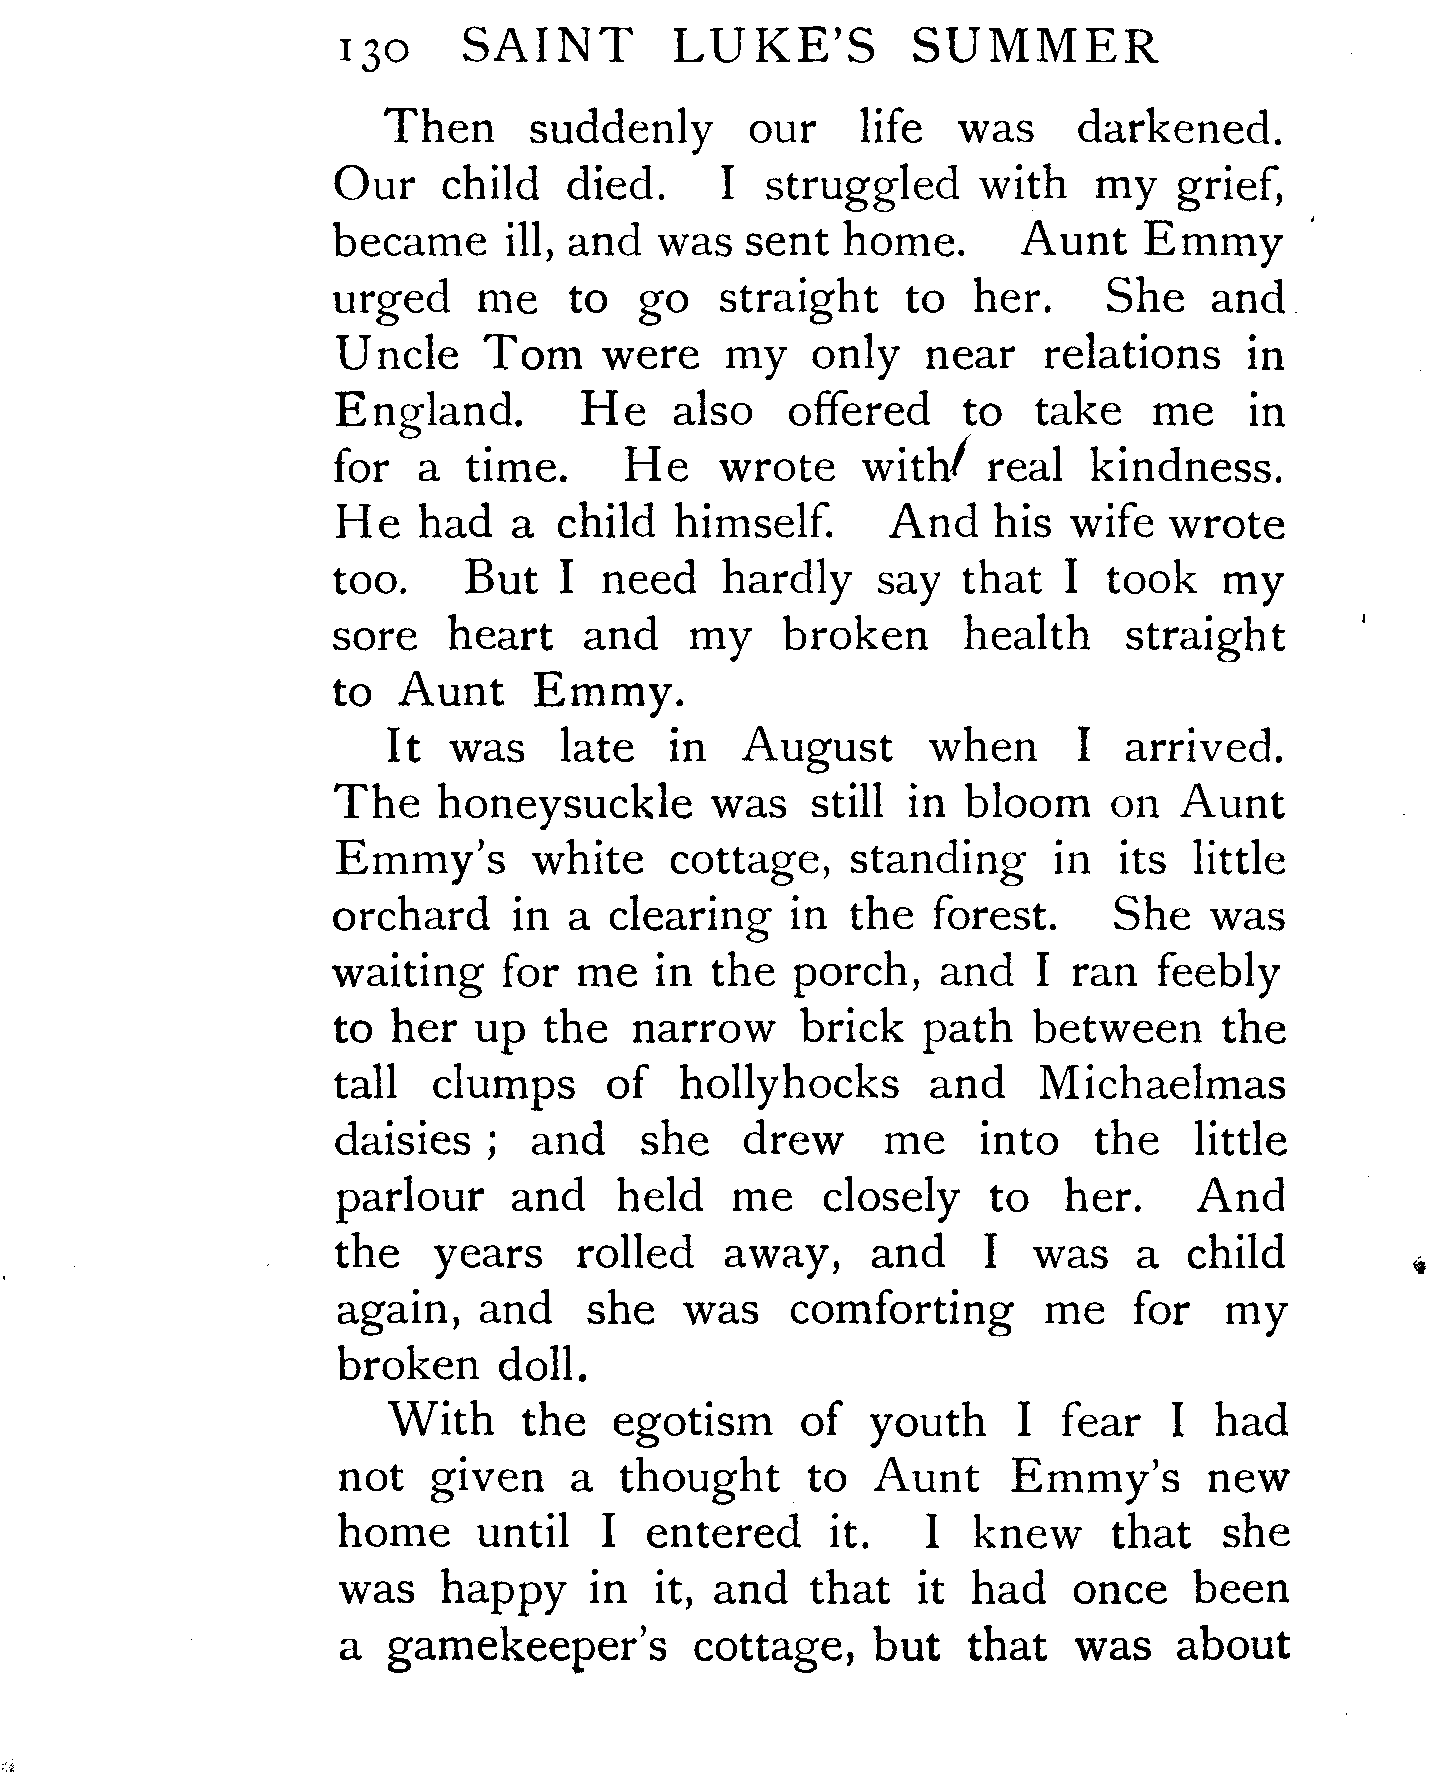 130 SAINT LUKE'S SUMMER
Then suddenly our life was darkened.
Our child died. I struggled with my grief,
became ill, and was sent home. Aunt Emmy
urged me to go straight to her. She and
Uncle Tom were my only near relations in
England. He also offered to take me in
for a time. He wrote with real kindness.
He had a child himself. And his wife wrote
too. But I need hardly say that I took my
sore heart and my broken health straight
to Aunt Emmy.
It was late in August when I arrived.
The honeysuckle was still in bloom on Aunt
Emmy's white cottage, standing in its little
orchard in a clearing in the forest. She was
waiting for me in the porch, and I ran feebly
to her up the narrow brick path between the
tall clumps of hollyhocks and Michaelmas
daisies ; and she drew me into the little
parlour and held me closely to her. And
the years rolled away, and I was a child
again, and she was comforting me for my
broken doll.
With the egotism of youth I fear I had
not given a thought to Aunt Emmy's new
home until I entered it. I knew that she
was happy in it, and that it had once been
a gamekeeper's cottage, but that was about